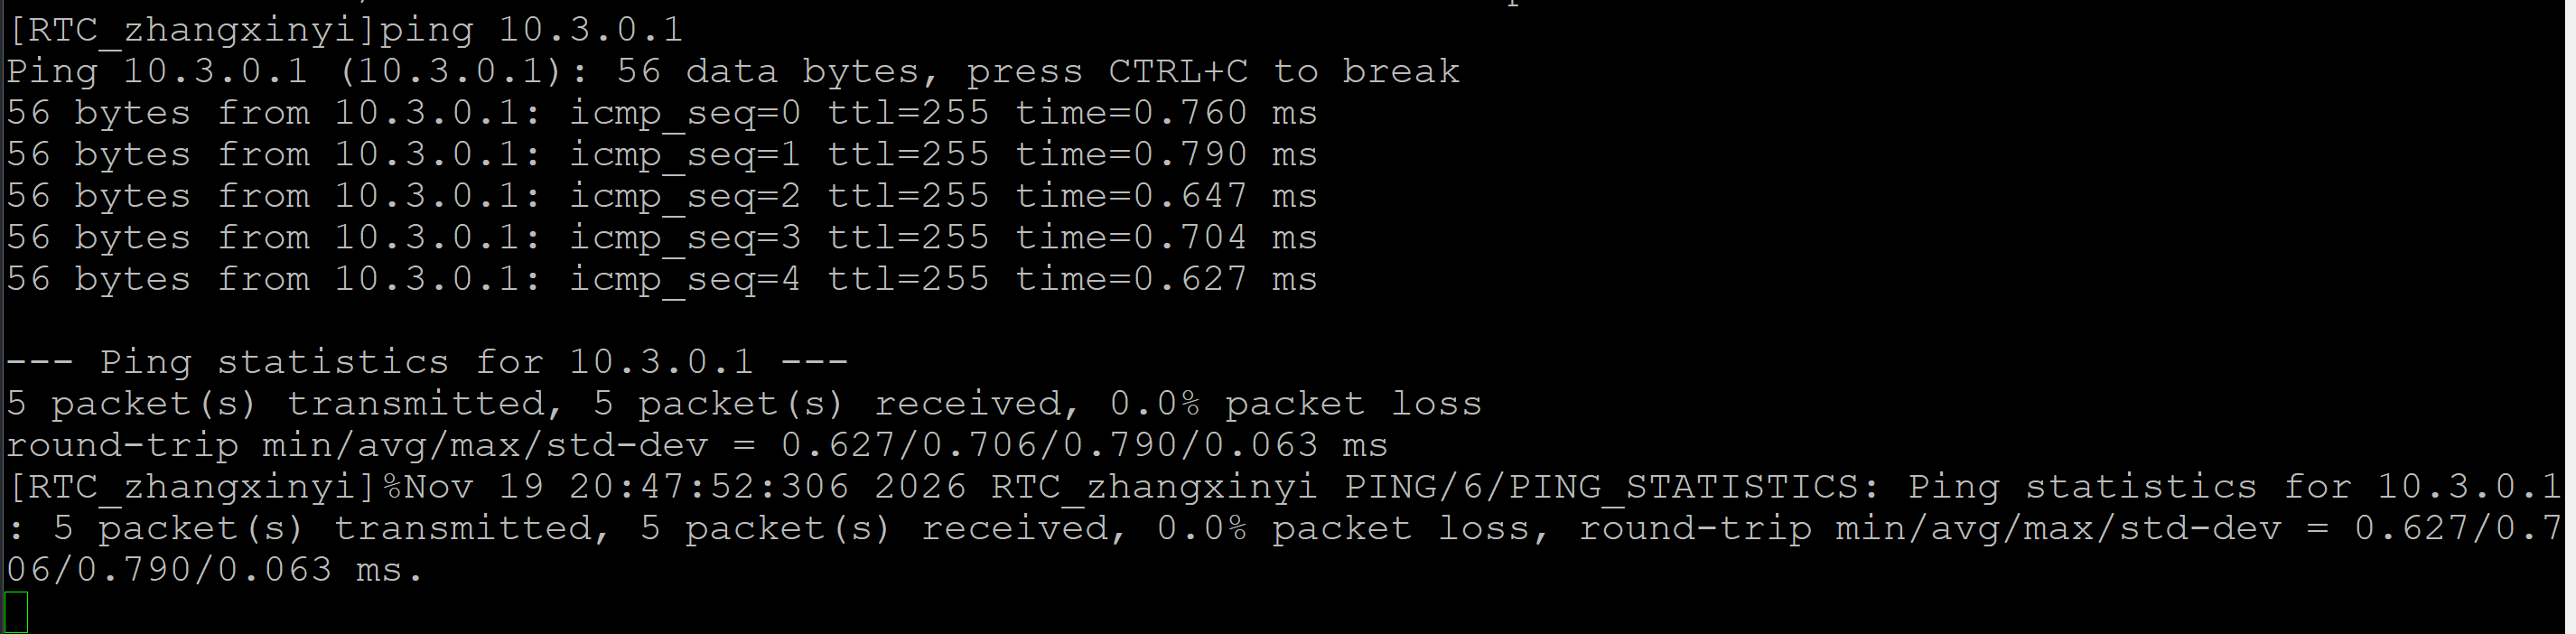 [RTC_zhangxinyi]ping 10.3.0.1
Ping 10.3.0.1 (10.3.0.1): 56 data bytes, press CTRL+C to break
56 bytes from 10.3.0.1: icmp_seq=0 ttl=255 time=0.760 ms
56 bytes from 10.3.0.1: icmp_seq=1 ttl=255 time=0.790 ms
56 bytes from 10.3.0.1: icmp_seq=2 ttl=255 time=0.647 ms
56 bytes from 10.3.0.1: icmp_seq=3 ttl=255 time=0.704 ms
56 bytes from 10.3.0.1: icmp_seq=4 ttl=255 time=0.627 ms
--- Ping statistics for 10.3.0.1 ---
5 packet(s) transmitted, 5 packet(s) received, 0.0% packet loss
round-trip min/avg/max/std-dev = 0.627/0.706/0.790/0.063 ms
[RTC_zhangxinyi]%Nov 19 20:47:52:306 2026 RTC_zhangxinyi PING/6/PING_STATISTICS: Ping statistics for 10.3.0.1
: 5 packet(s) transmitted, 5 packet(s) received, 0.0% packet loss, round-trip min/avg/max/std-dev = 0.627/0.7
06/0.790/0.063 ms.